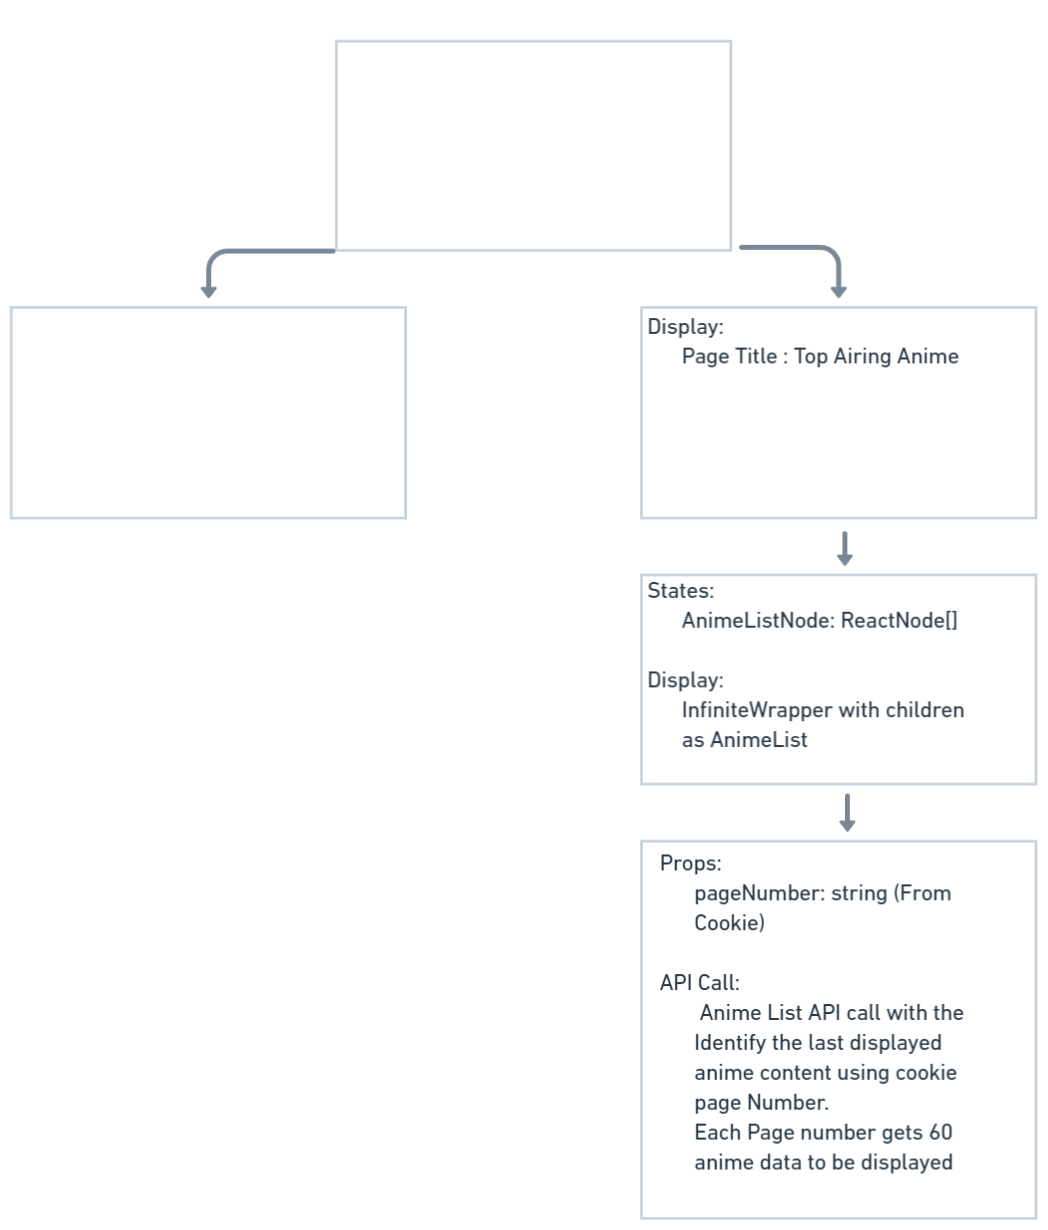 Display:
Page Title : Top Airing Anime
States:
AnimeListNode: ReactNode[]
Display:
InfiniteWrapper with children
as AnimeList
Props:
pageNumber: string (From
Cookie)
API Call:
Anime List API call with the
Identify the last displayed
anime content using cookie
page Number.
Each Page number gets 60
anime data to be displayed